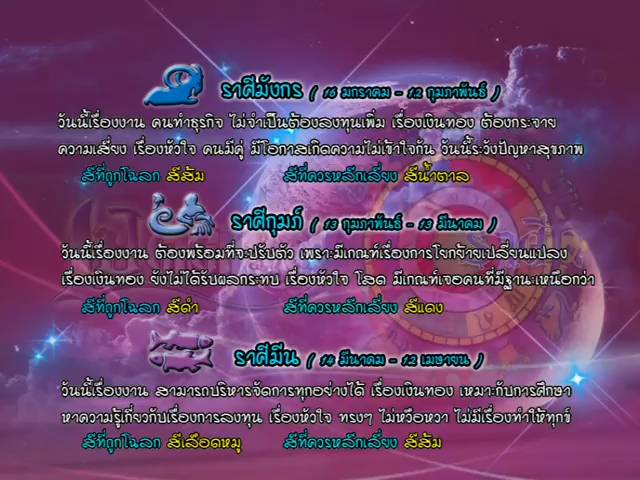 ราศีมังกร ( 16 มกราคม - 12 กุมภาพันธ์ )
วันนี้เรื่องงาน คนทำธุรกิจ ไม่จำเป็นต้องลงทุนเพิ่ม เรื่องเงินทอง ต้องกระจาย
ความเสี่ยง เรื่องหัวใจ คนมีคู่ มีโอกาสเกิดความไม่เข้าใจกัน วันนี้ระวังปัญหาสุขภาพ
สีที่ถูกโฉลก สีส้ม สีที่ควรหลีกเลี่ยง สีน้ำตาล
ราศีกุมภ์ ( 13 กุมภาพันธ์ - 13 มีนาคม )
วันนี้เรื่องงาน ต้องพร้อมที่จะปรับตัว เพราะมีเกณฑ์เรื่องการโยกย้ายเปลี่ยนแปลง
เรื่องเงินทอง ยังไม่ได้รับผลกระทบ เรื่องหัวใจ โสด มีเกณฑ์เจอคนที่มีฐานะเหนือกว่า
สีที่ถูกโฉลก สีดำ สีที่ควรหลีกเลี่ยง สีแดง
ราศีมีน ( 14 มีนาคม - 12 เมษายน )
วันนี้เรื่องงาน สามารถบริหารจัดการทุกอย่างได้ เรื่องเงินทอง เหมาะกับการศึกษา
หาความรู้เกี่ยวกับเรื่องการลงทุน เรื่องหัวใจ ทรงๆ ไม่หวือหวา ไม่มีเรื่องทำให้ทุกข์
สีที่ถูกโฉลก สีเลือดหมู สีที่ควรหลีกเลี่ยง สีส้ม